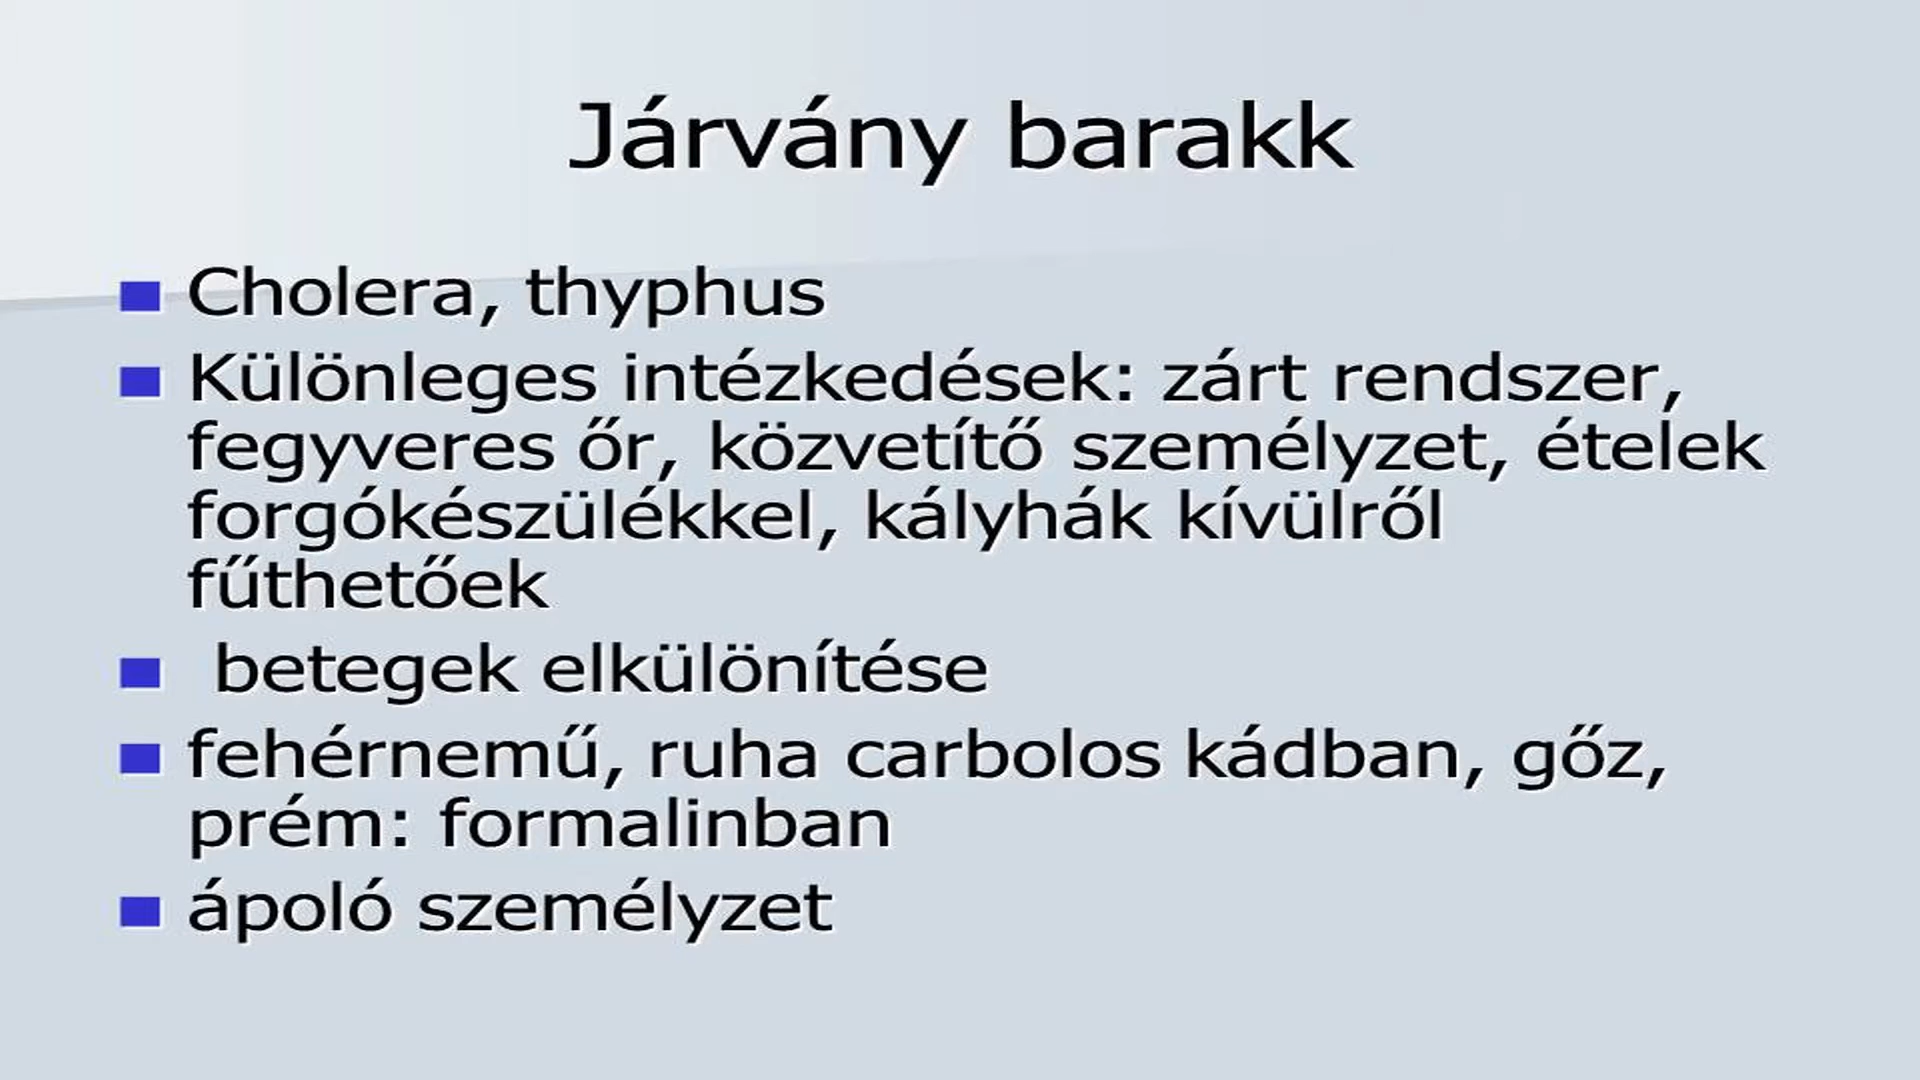 Járvány barakk
Cholera, thyphus
Különleges intézkedések: zárt rendszer,
fegyveres őr, közvetítő személyzet, ételek
forgókészülékkel, kályhák kívülről
fűthetőek
betegek elkülönítése
fehérnemű, ruha carbolos kádban, gőz,
prém: formalinban
ápoló személyzet